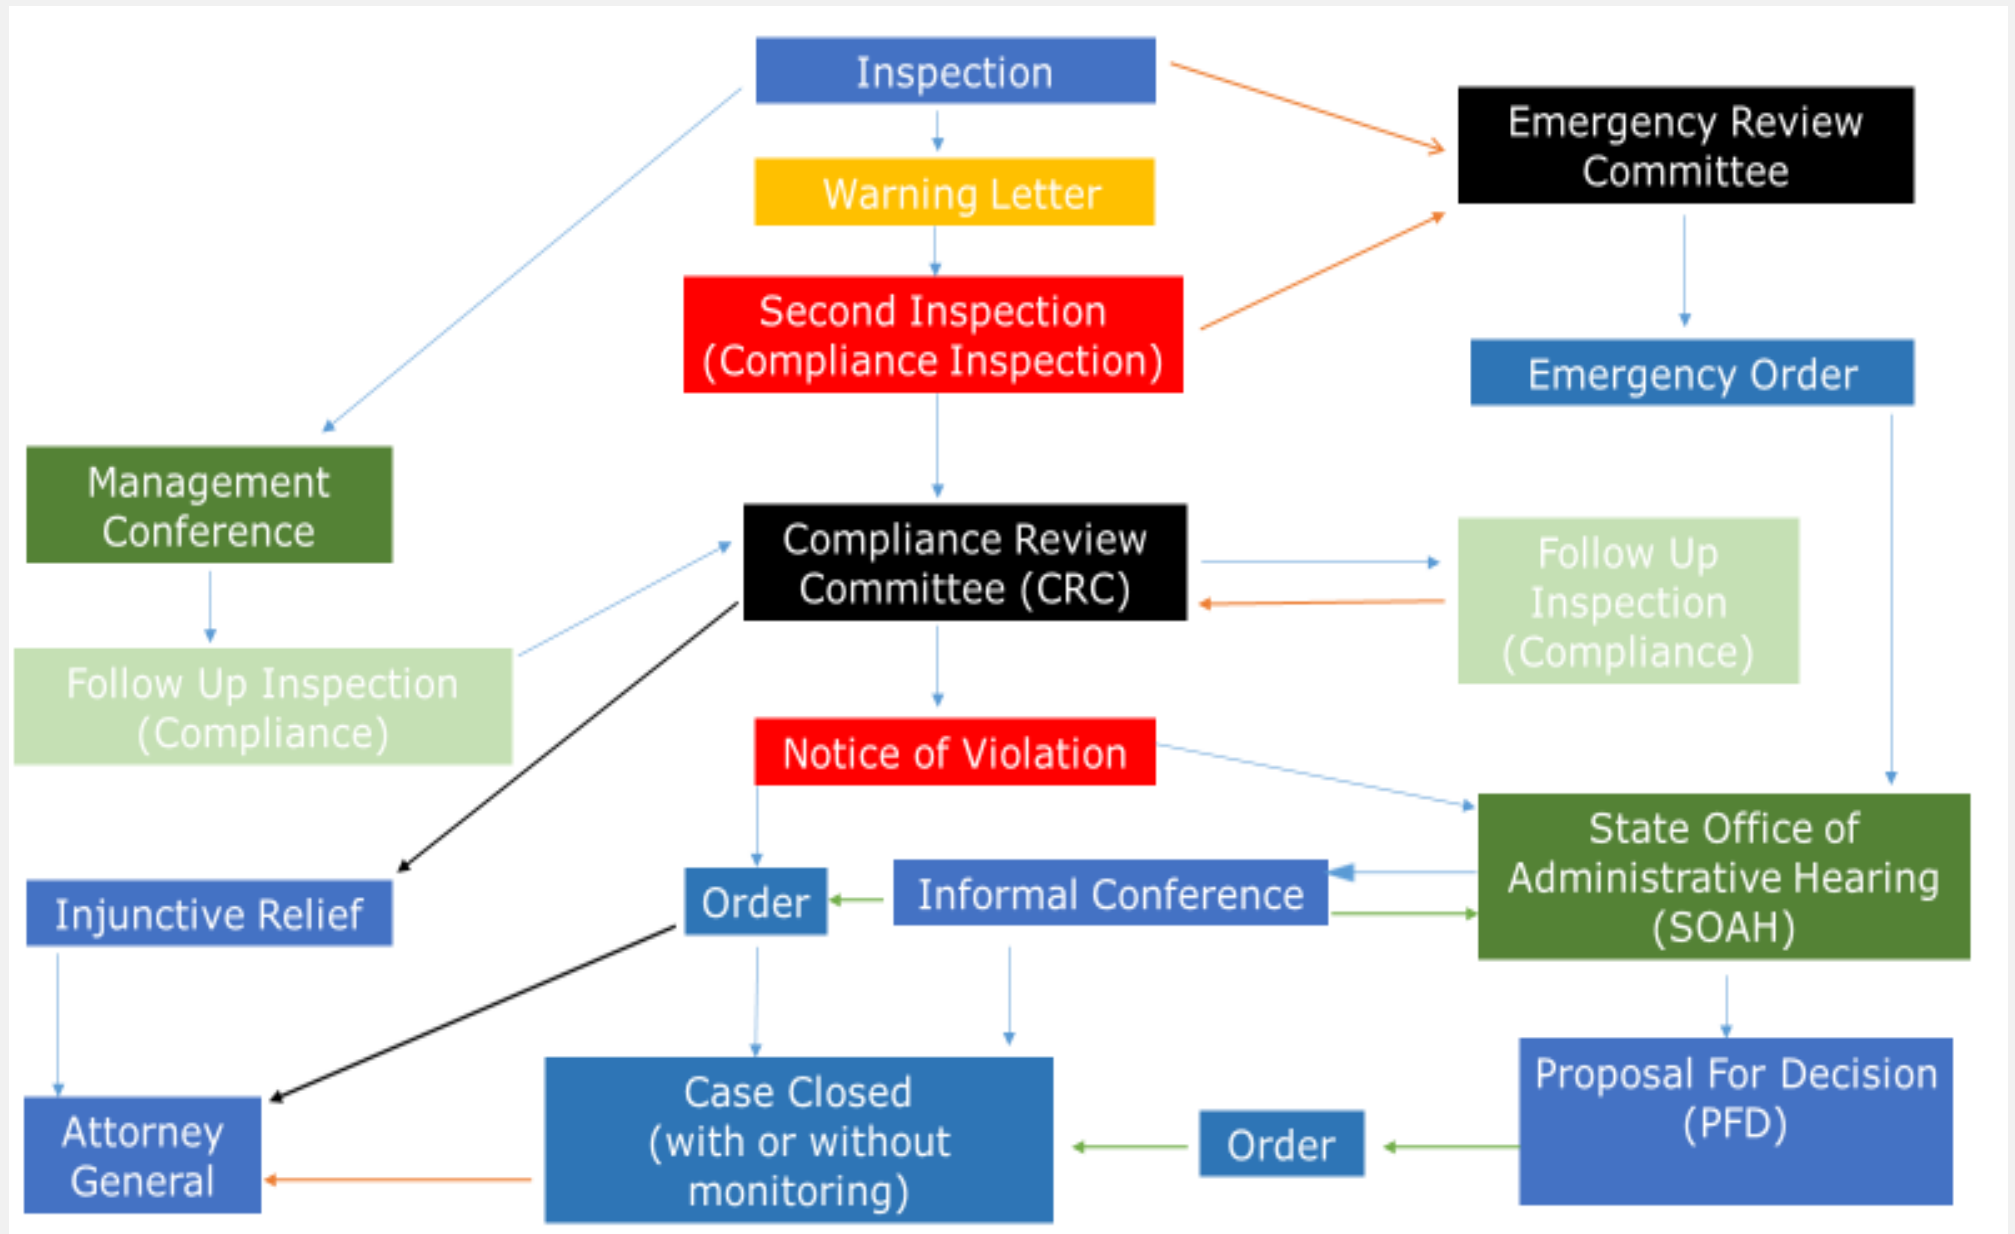 Inspection
Emergency Review
Committee
Warning Letter
Second Inspection
(Compliance Inspection)
Emergency Order
Management
Conference
Compliance Review
Committee (CRC)
Follow Up
Inspection
(Compliance)
Follow Up Inspection
(Compliance)
Notice of Violation
State Office of
Administrative Hearing
(SOAH)
Injunctive Relief
Order
Informal Conference
Attorney
General
Case Closed
(with or without
monitoring)
Order
Proposal For Decision
(PFD)